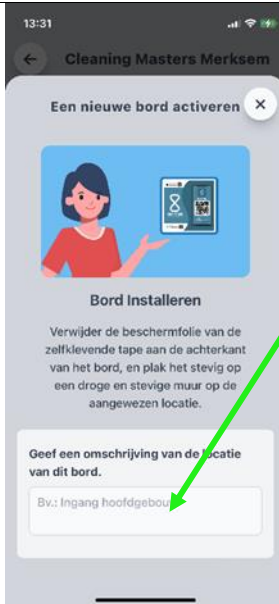 13:31
Cleaning Masters Merksem
Een nieuwe bord activeren
Bord Installeren
Verwijder de beschermfolie van de
zelfklevende tape aan de achterkant
van het bord, en plak het stevig op
een droge en stevige muur op de
aangewezen locatie.
Geef een omschrijving van de locatie
van dit bord.
Bv.: Ingang hoofdgebouw